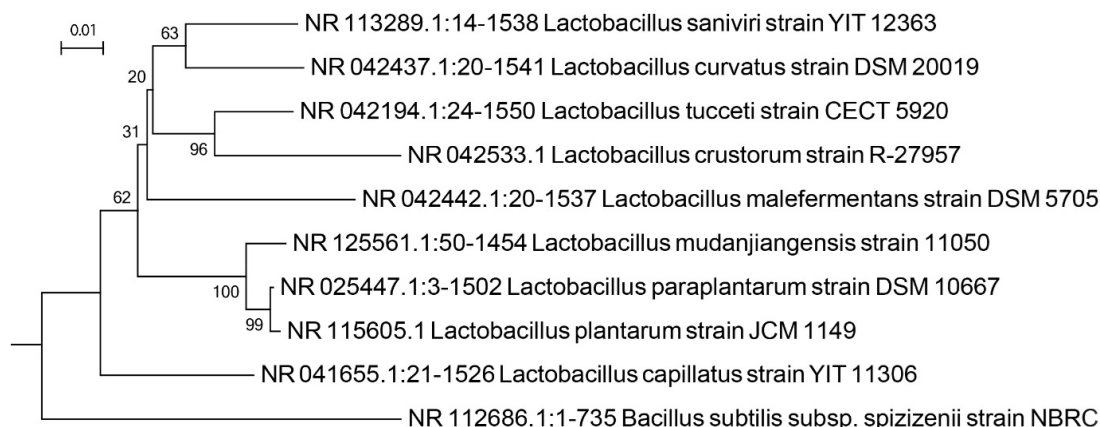 0.01
NR 113289.1:14-1538 Lactobacillus saniviri strain YIT 12363
63
NR 042437.1:20-1541 Lactobacillus curvatus strain DSM 20019
20
NR 042194.1:24-1550 Lactobacillus tucceti strain CECT 5920
31
96
NR 042533.1 Lactobacillus crustorum strain R-27957
62
NR 042442.1:20-1537 Lactobacillus malefermentans strain DSM 5705
NR 125561.1:50-1454 Lactobacillus mudanjiangensis strain 11050
100
NR 025447.1:3-1502 Lactobacillus paraplantarum strain DSM 10667
99
NR 115605.1 Lactobacillus plantarum strain JCM 1149
NR 041655.1:21-1526 Lactobacillus capillatus strain YIT 11306
NR 112686.1:1-735 Bacillus subtilis subsp. spizizenii strain NBRC